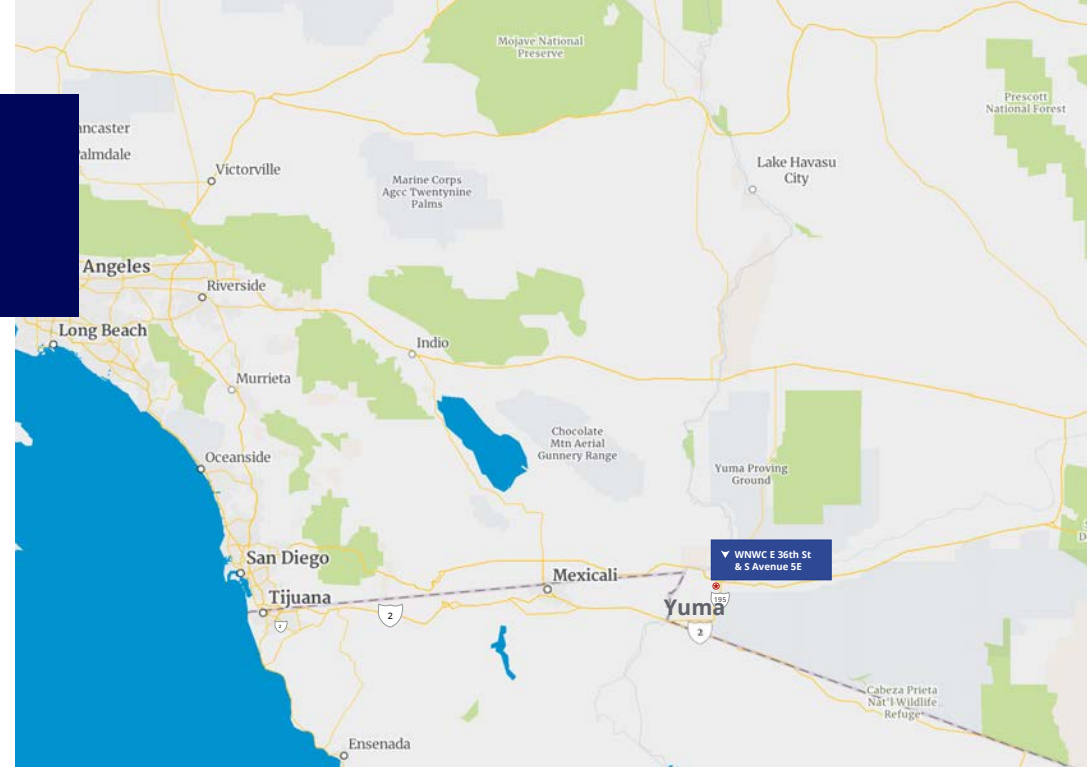 Mojave National
Preserve
Prescott
National Forest
ancaster
almdale
Victorville
Marine Corps
Agcc Twentynine
Palms
Lake Havasu
City
Angeles
Riverside
Long Beach
Indio
Murrieta
Chocolate
Mtn Aerial
Gunnery Range
Oceanside
Yuma Proving
Ground
WNWC E 36th St
& S Avenue 5E
San Diego
Mexicali
Tijuana
195
Yuma
2
2
2
Cabeza Prieta
Nat'l Wildlife
Refuge
Ensenada